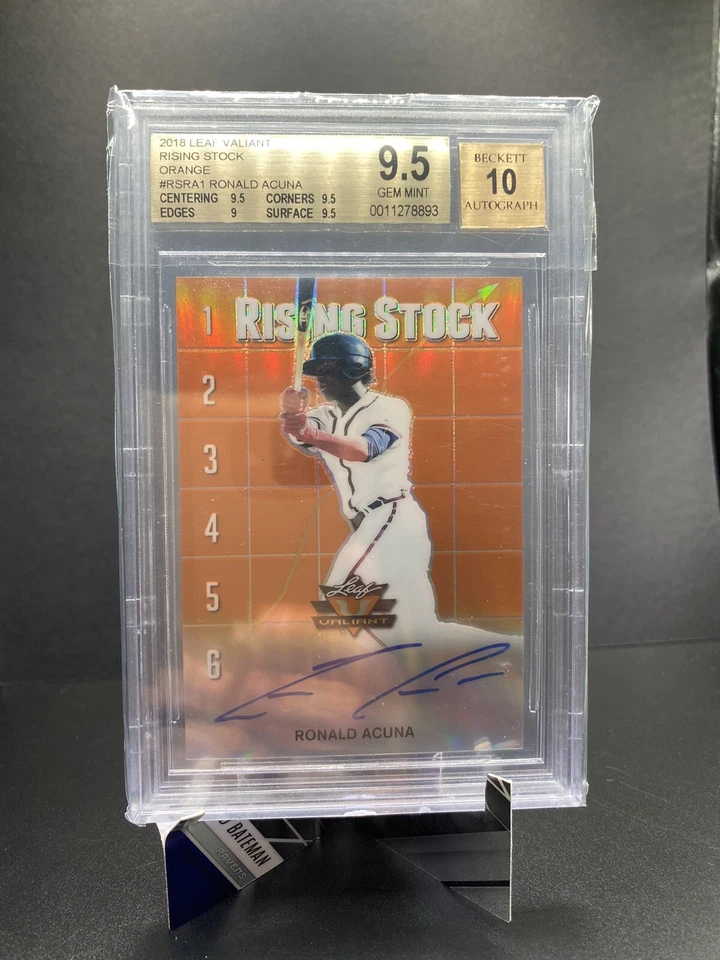 2018 LEAF VALIANT
RISING STOCK
ORANGE
#RSRA1 RONALD ACUNA
CENTERING 9.5 CORNERS 9.5
EDGES 9 SURFACE 9.5
9.5
GEM MINT
0011278893
BECKETT
10
AUTOGRAPH
RISING STOCK
1
2
3
4
5
6
Leaf
VALIANT
RONALD ACUNA
BATEMAN
RAVENS